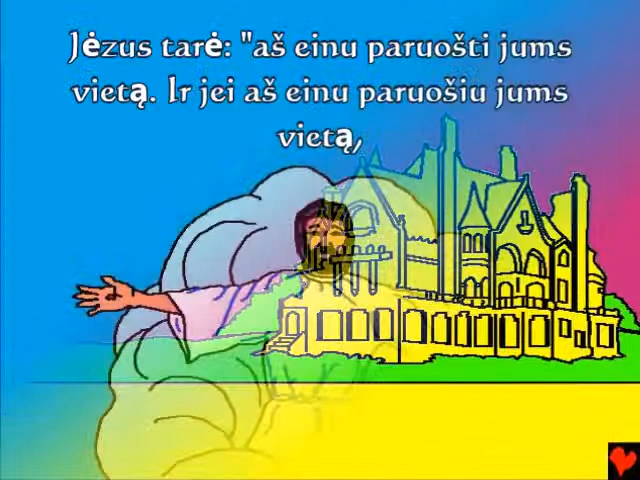 Jėzus tarė: "aš einu paruošti jums
vietą. Ir jei aš einu paruošiu jums
vietą,